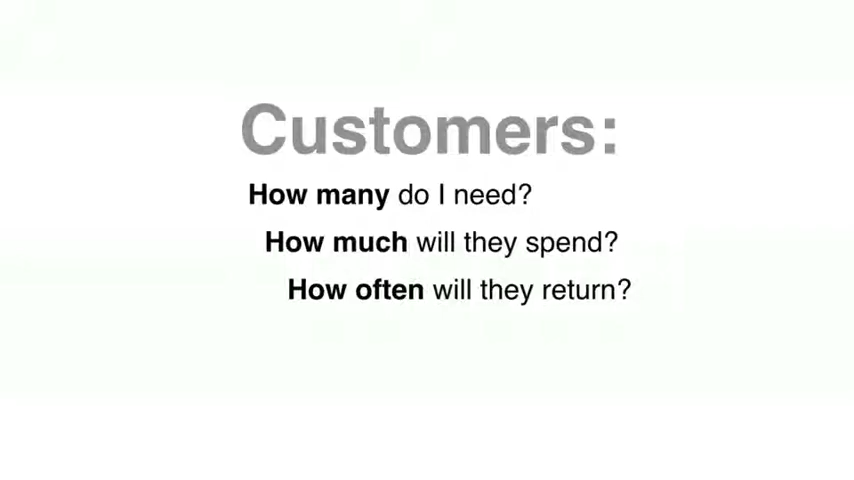 Customers:
How many do I need?
How much will they spend?
How often will they return?